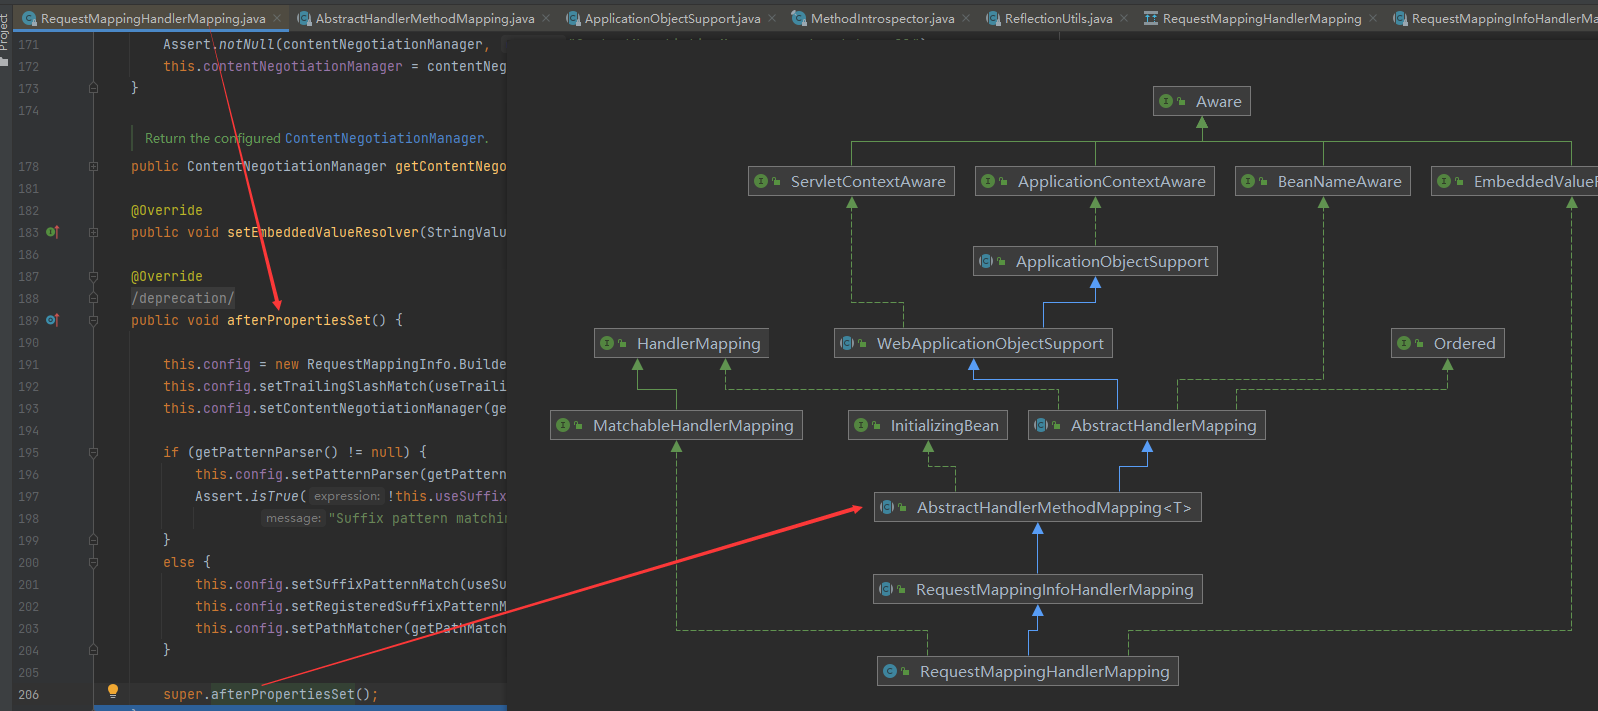 RequestMappingHandlerMapping.java
AbstractHandlerMethodMapping.java
ApplicationObjectSupport.java
MethodIntrospector.java
ReflectionUtils.java
RequestMappingHandlerMapping
RequestMappingInfoHandlerMa
Project
171 Assert.notNull(contentNegotiationManager,
172 this.contentNegotiationManager = contentNeg
173 }
174
Return the configured ContentNegotiationManager.
178 public ContentNegotiationManager getContentNego
181
182 @Override
183 public void setEmbeddedValueResolver(StringValu
186
187 @Override
188 /deprecation/
189 public void afterPropertiesSet() {
190
191 this.config = new RequestMappingInfo.Builde
192 this.config.setTrailingSlashMatch(useTraili
193 this.config.setContentNegotiationManager(ge
194
195 if (getPatternParser() != null) {
196 this.config.setPatternParser(getPattern
197 Assert.isTrue( expression: !this.useSuffix
198 message: "Suffix pattern matchin
199 }
200 else {
201 this.config.setSuffixPatternMatch(useSu
202 this.config.setRegisteredSuffixPatternM
203 this.config.setPathMatcher(getPathMatch
204 }
205
206 super.afterPropertiesSet();
Aware
ServletContextAware
ApplicationContextAware
BeanNameAware
EmbeddedValueR
ApplicationObjectSupport
HandlerMapping
WebApplicationObjectSupport
Ordered
MatchableHandlerMapping
InitializingBean
AbstractHandlerMapping
AbstractHandlerMethodMapping<T>
RequestMappingInfoHandlerMapping
RequestMappingHandlerMapping